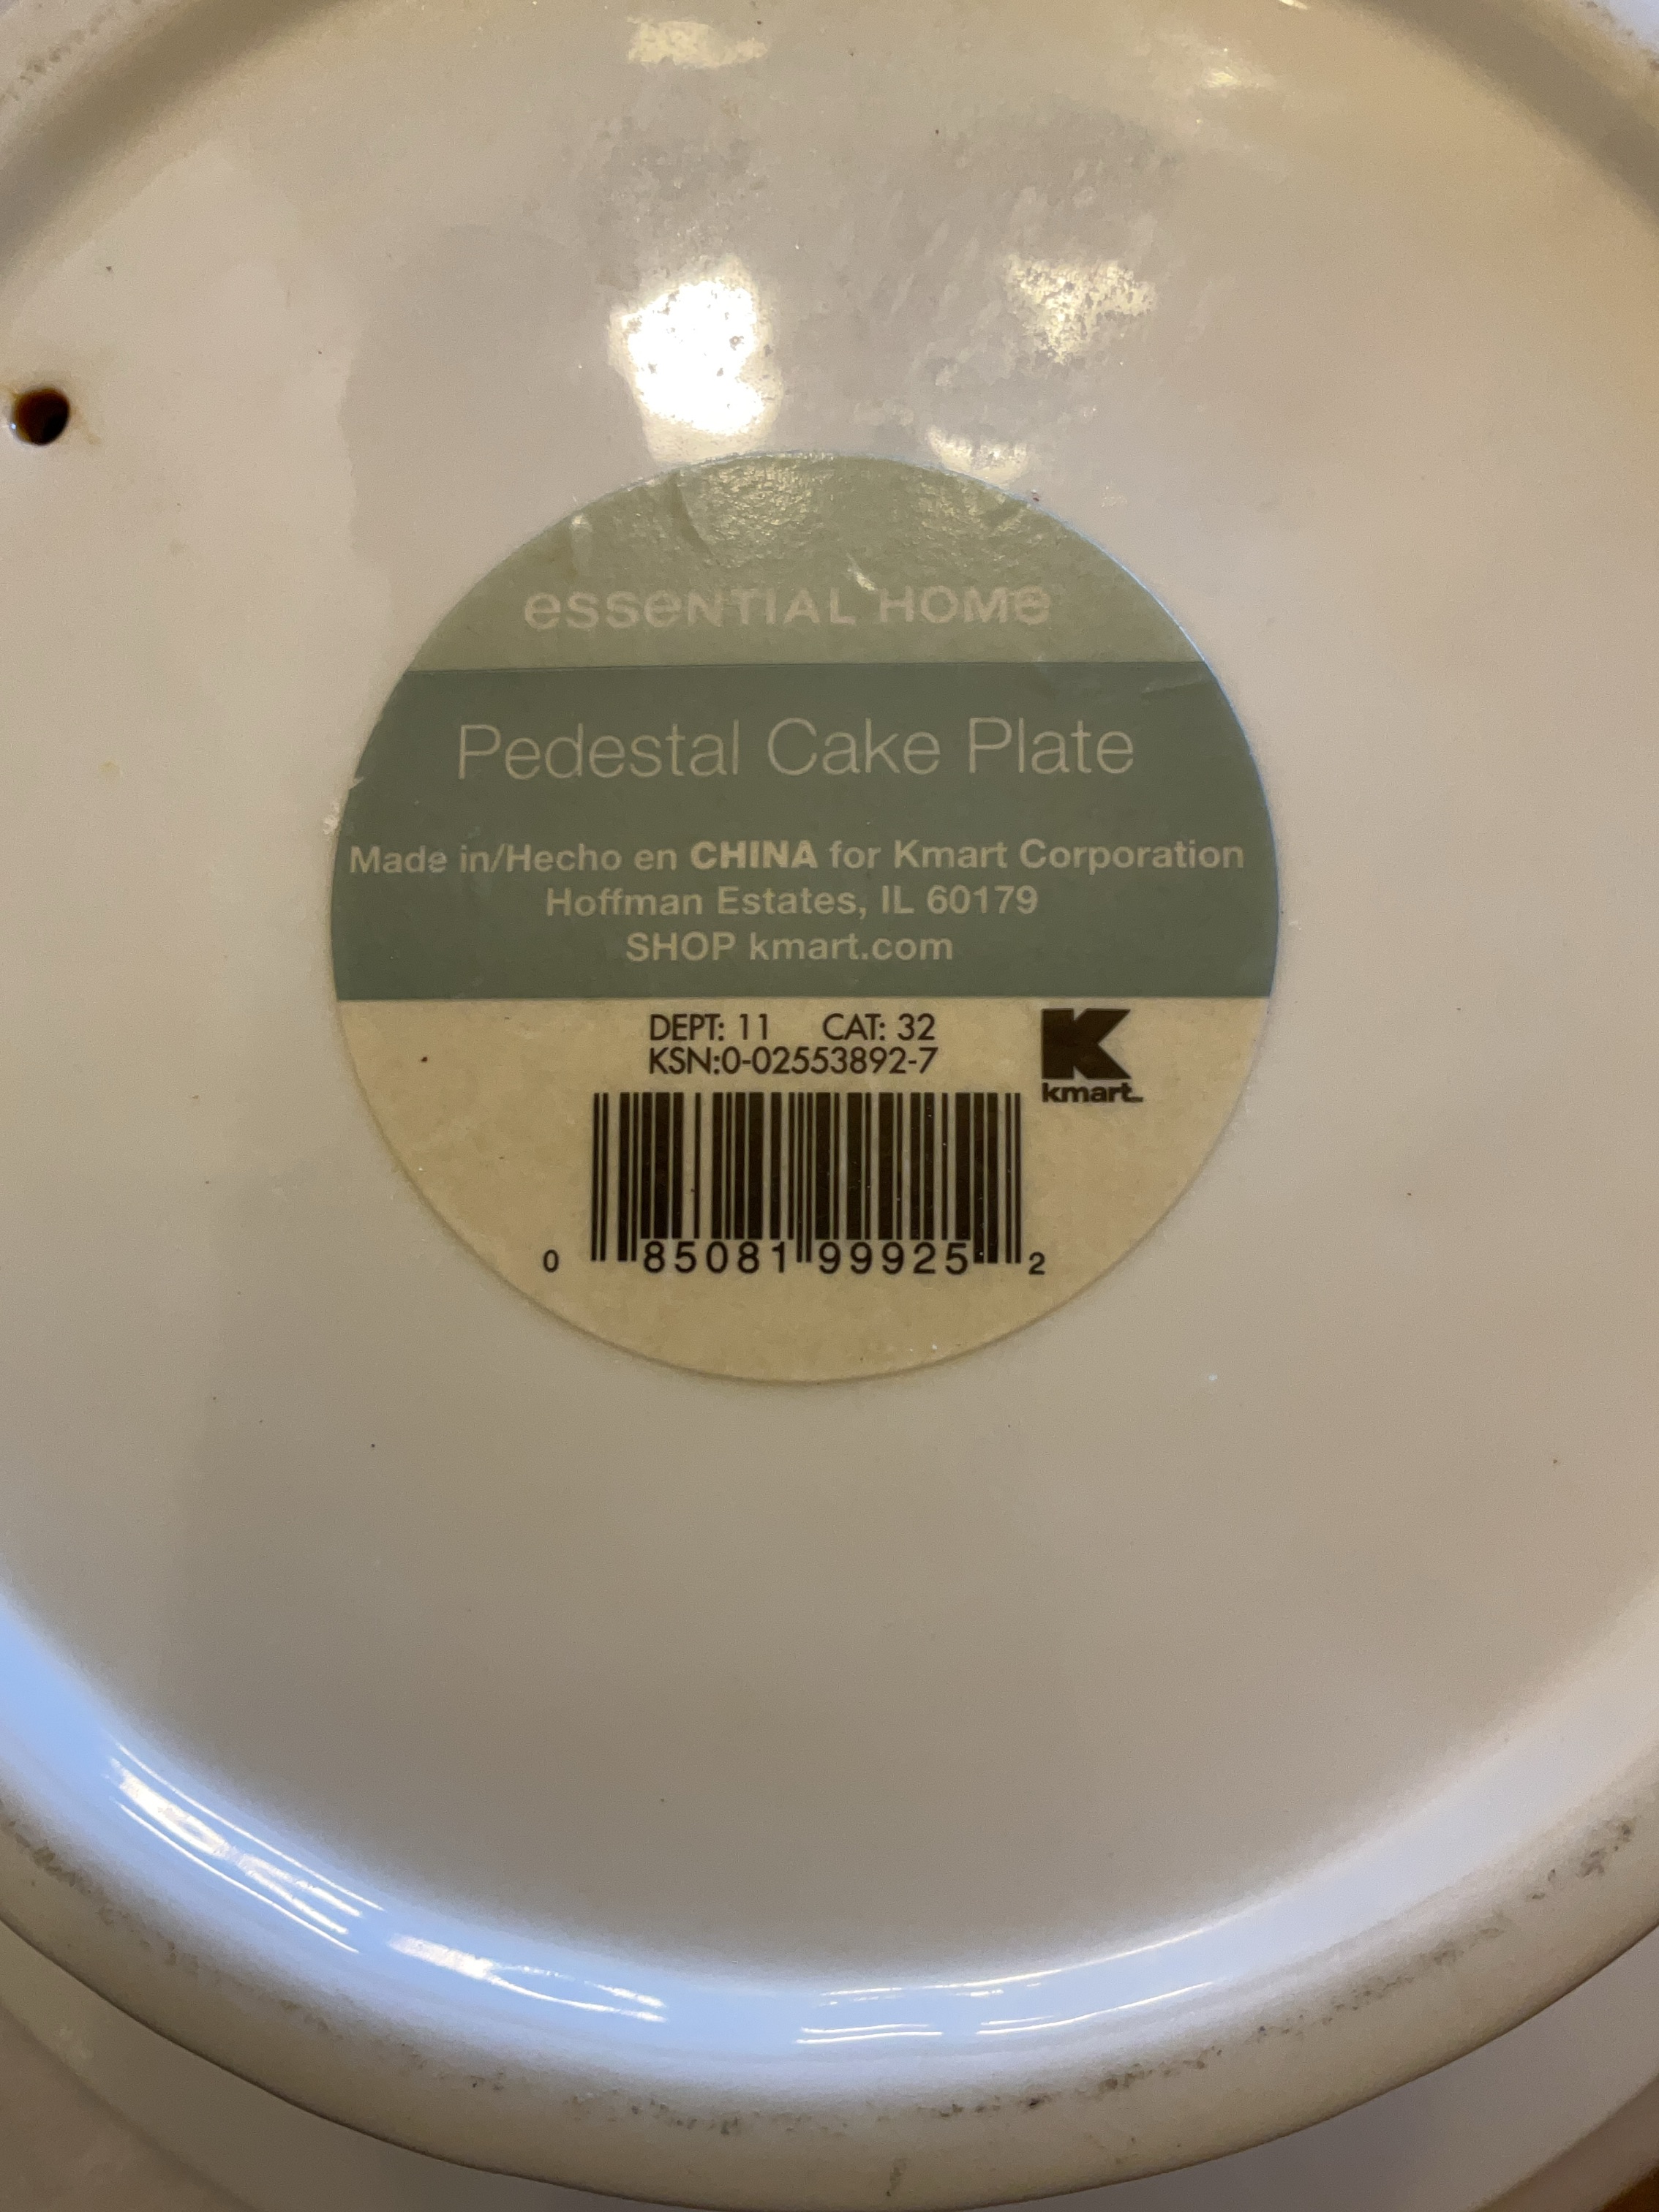 esseNTIAL HOMe
Pedestal Cake Plate
Made in/Hecho en CHINA for Kmart Corporation
Hoffman Estates, IL 60179
SHOP kmart.com
DEPT: 11 CAT: 32
KSN:0-02553892-7
K
kmart
0 85081 99925 2